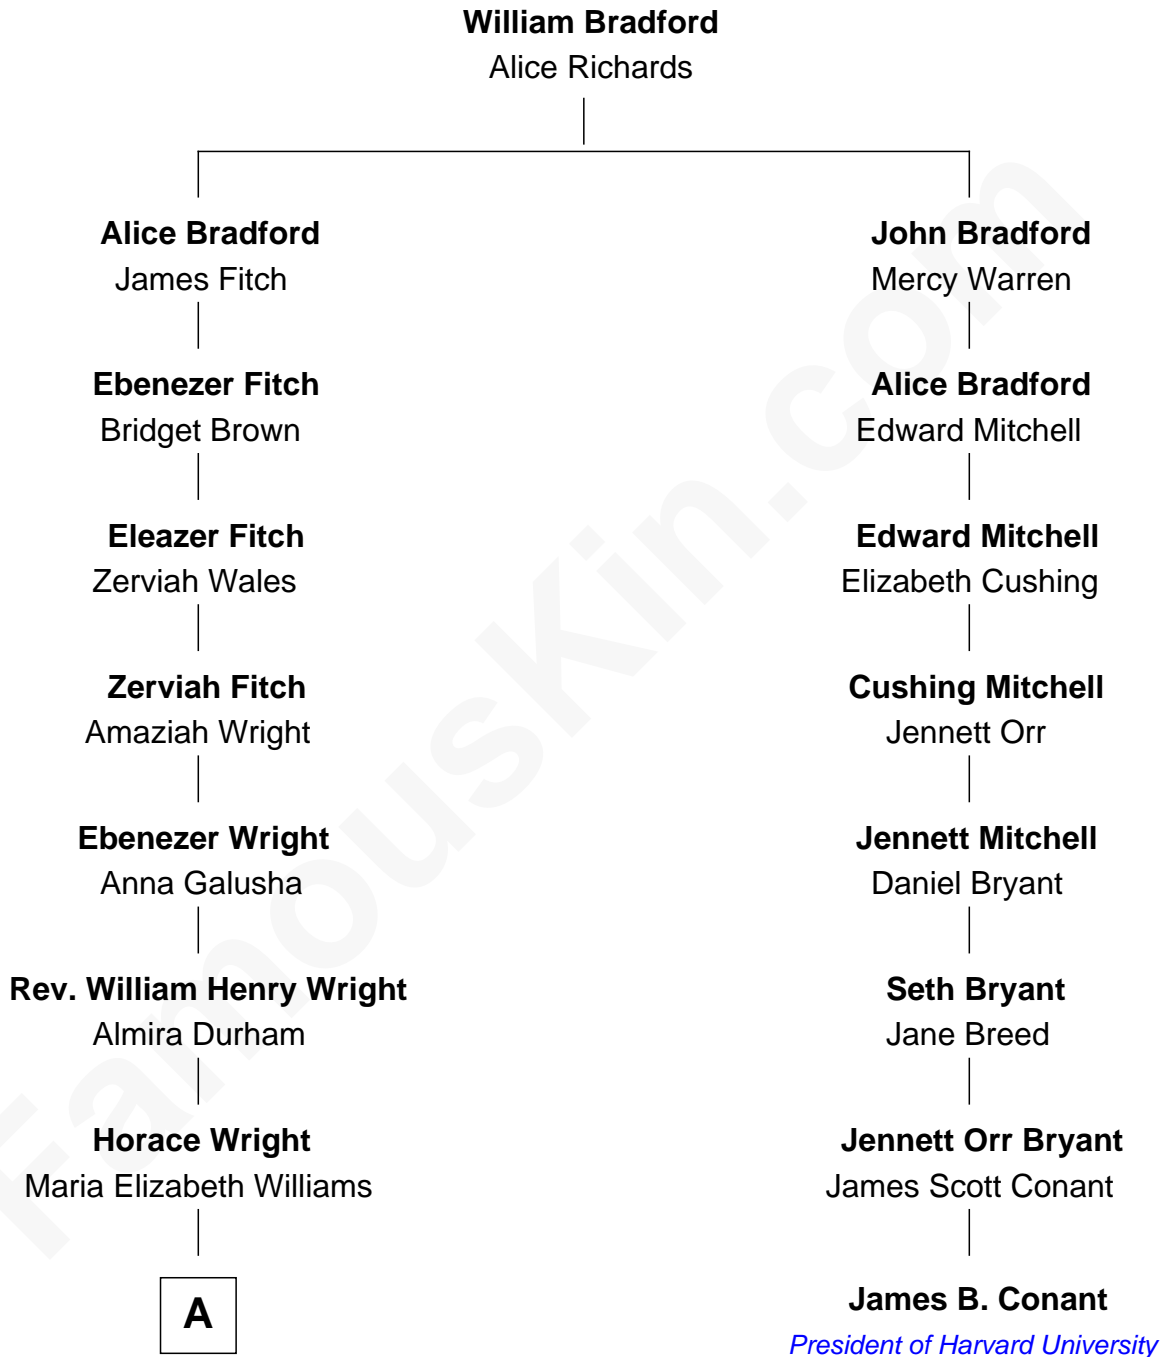 William Bradford
Alice Richards
Alice Bradford
James Fitch
John Bradford
Mercy Warren
Ebenezer Fitch
Bridget Brown
Alice Bradford
Edward Mitchell
Eleazer Fitch
Zerviah Wales
Edward Mitchell
Elizabeth Cushing
Zerviah Fitch
Amaziah Wright
Cushing Mitchell
Jennett Orr
Ebenezer Wright
Anna Galusha
Jennett Mitchell
Daniel Bryant
Rev. William Henry Wright
Almira Durham
Seth Bryant
Jane Breed
Horace Wright
Maria Elizabeth Williams
Jennett Orr Bryant
James Scott Conant
A
James B. Conant
President of Harvard University
FamousKin.com